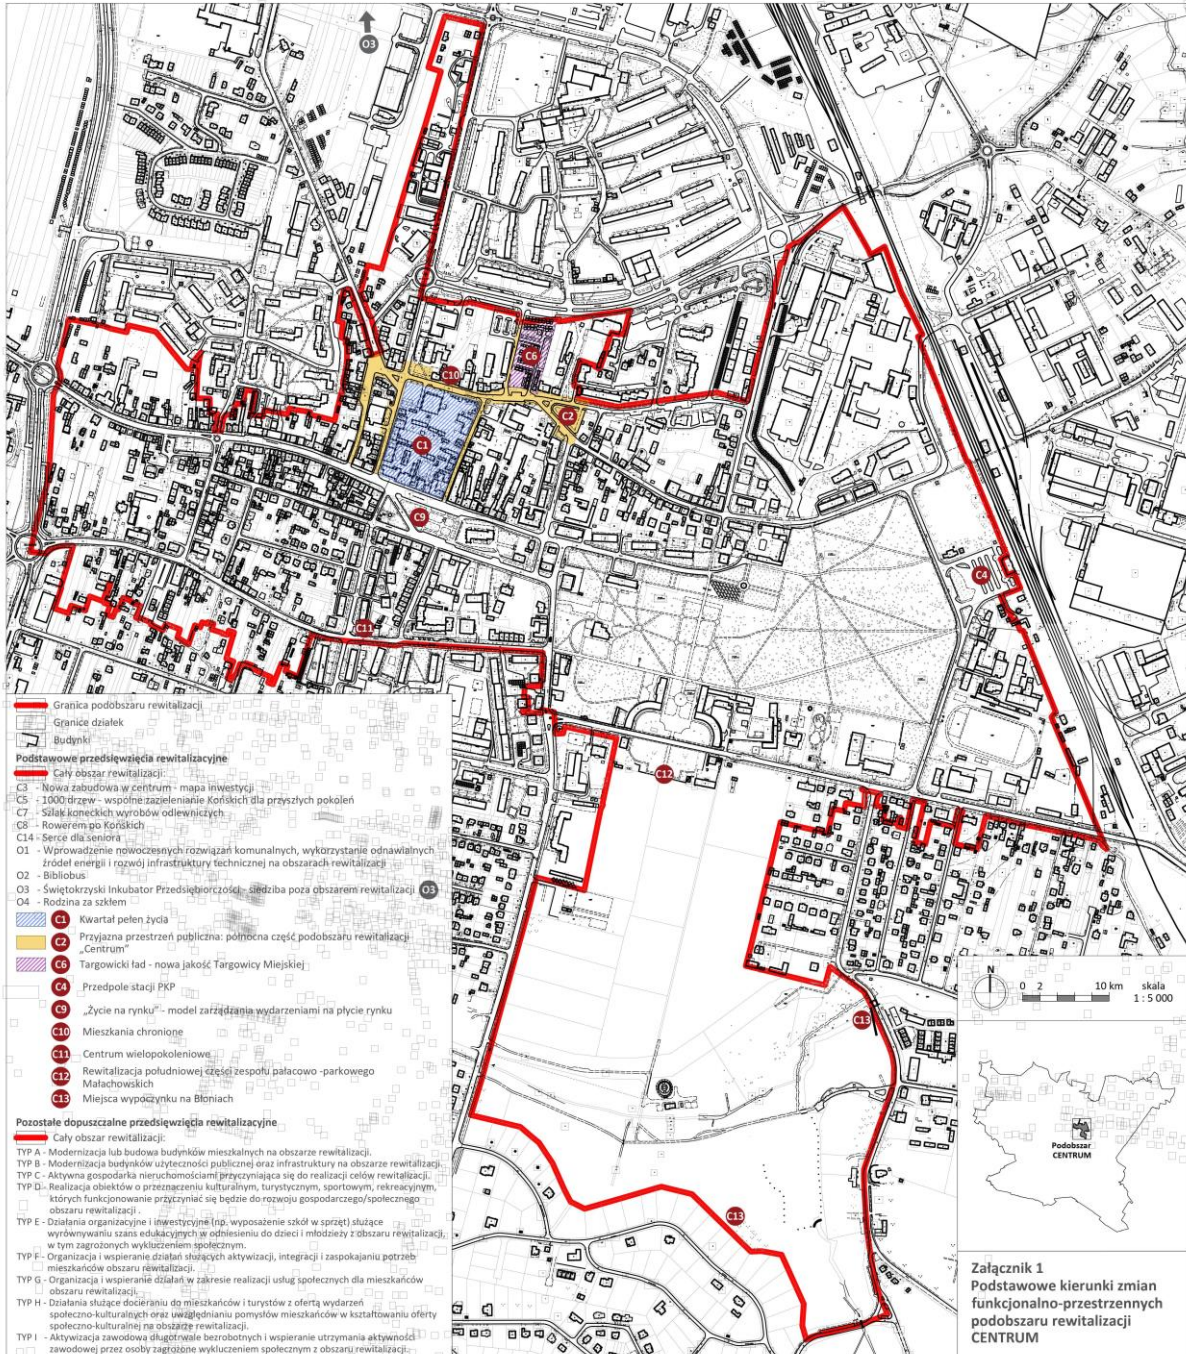 O3
C10
C6
C2
C1
C9
C4
C11
C12
C13
C13
Granica podobszaru rewitalizacji
Granice działek
Budynki
Podstawowe przedsięwzięcia rewitalizacyjne
Cały obszar rewitalizacji:
C3 - Nowa zabudowa w centrum - mapa inwestycji
C5 - 1000 drzew - wspólne zazielenianie Końskich dla przyszłych pokoleń
C7 - Szlak koneckich wyrobów odlewniczych
C8 - Rowerem po Końskich
C14 - Serce dla seniora
O1 - Wprowadzenie nowoczesnych rozwiązań komunalnych, wykorzystanie odnawialnych
źródeł energii i rozwój infrastruktury technicznej na obszarach rewitalizacji
O2 - Bibliobus
O3 - Świętokrzyski Inkubator Przedsiębiorczości - siedziba poza obszarem rewitalizacji O3
O4 - Rodzina za szkłem
C1 Kwartał pełen życia
C2 Przyjazna przestrzeń publiczna: północna część podobszaru rewitalizacji
„Centrum"
C6 Targowicki ład - nowa jakość Targowicy Miejskiej
C4 Przedpole stacji PKP
C9 „Życie na rynku" - model zarządzania wydarzeniami na płycie rynku
C10 Mieszkania chronione
C11 Centrum wielopokoleniowe
C12 Rewitalizacja południowej części zespołu pałacowo -parkowego
Małachowskich
C13 Miejsca wypoczynku na Błoniach
Pozostałe dopuszczalne przedsięwzięcia rewitalizacyjne
Cały obszar rewitalizacji:
TYP A - Modernizacja lub budowa budynków mieszkalnych na obszarze rewitalizacji.
TYP B - Modernizacja budynków użyteczności publicznej oraz infrastruktury na obszarze rewitalizacji.
TYP C - Aktywna gospodarka nieruchomościami przyczyniająca się do realizacji celów rewitalizacji.
TYP D - Realizacja obiektów o przeznaczeniu kulturalnym, turystycznym, sportowym, rekreacyjnym,
których funkcjonowanie przyczyniać się będzie do rozwoju gospodarczego/społecznego
obszaru rewitalizacji .
TYP E - Działania organizacyjne i inwestycyjne (np. wyposażenie szkół w sprzęt) służące
wyrównywaniu szans edukacyjnych w odniesieniu do dzieci i młodzieży z obszaru rewitalizacji,
w tym zagrożonych wykluczeniem społecznym.
TYP F - Organizacja i wspieranie działań służących aktywizacji, integracji i zaspokajaniu potrzeb
mieszkańców obszaru rewitalizacji.
TYP G - Organizacja i wspieranie działań w zakresie realizacji usług społecznych dla mieszkańców
obszaru rewitalizacji.
TYP H - Działania służące docieraniu do mieszkańców i turystów z ofertą wydarzeń
społeczno-kulturalnych oraz uwzględnianiu pomysłów mieszkańców w kształtowaniu oferty
społeczno-kulturalnej na obszarze rewitalizacji.
TYP I - Aktywizacja zawodowa długotrwale bezrobotnych i wspieranie utrzymania aktywności
zawodowej przez osoby zagrożone wykluczeniem społecznym z obszaru rewitalizacji.
N
0 2 10 km skala
1 : 5 000
Podobszar
CENTRUM
Załącznik 1
Podstawowe kierunki zmian
funkcjonalno-przestrzennych
podobszaru rewitalizacji
CENTRUM